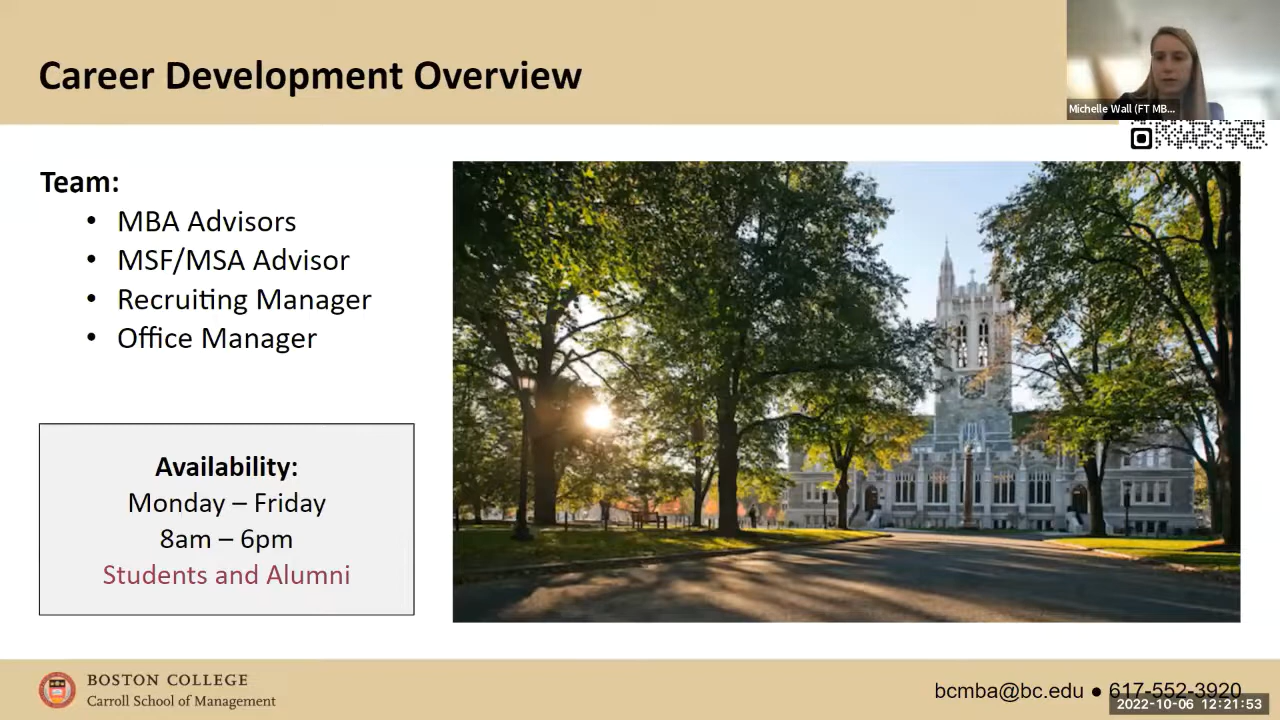 Career Development Overview
Michelle Wall (FT MB...
Team:
• MBA Advisors
• MSF/MSA Advisor
• Recruiting Manager
• Office Manager
Availability:
Monday – Friday
8am – 6pm
Students and Alumni
BOSTON COLLEGE
Carroll School of Management
bcmba@bc.edu ● 617-552-3920
2022-10-06 12:21:53